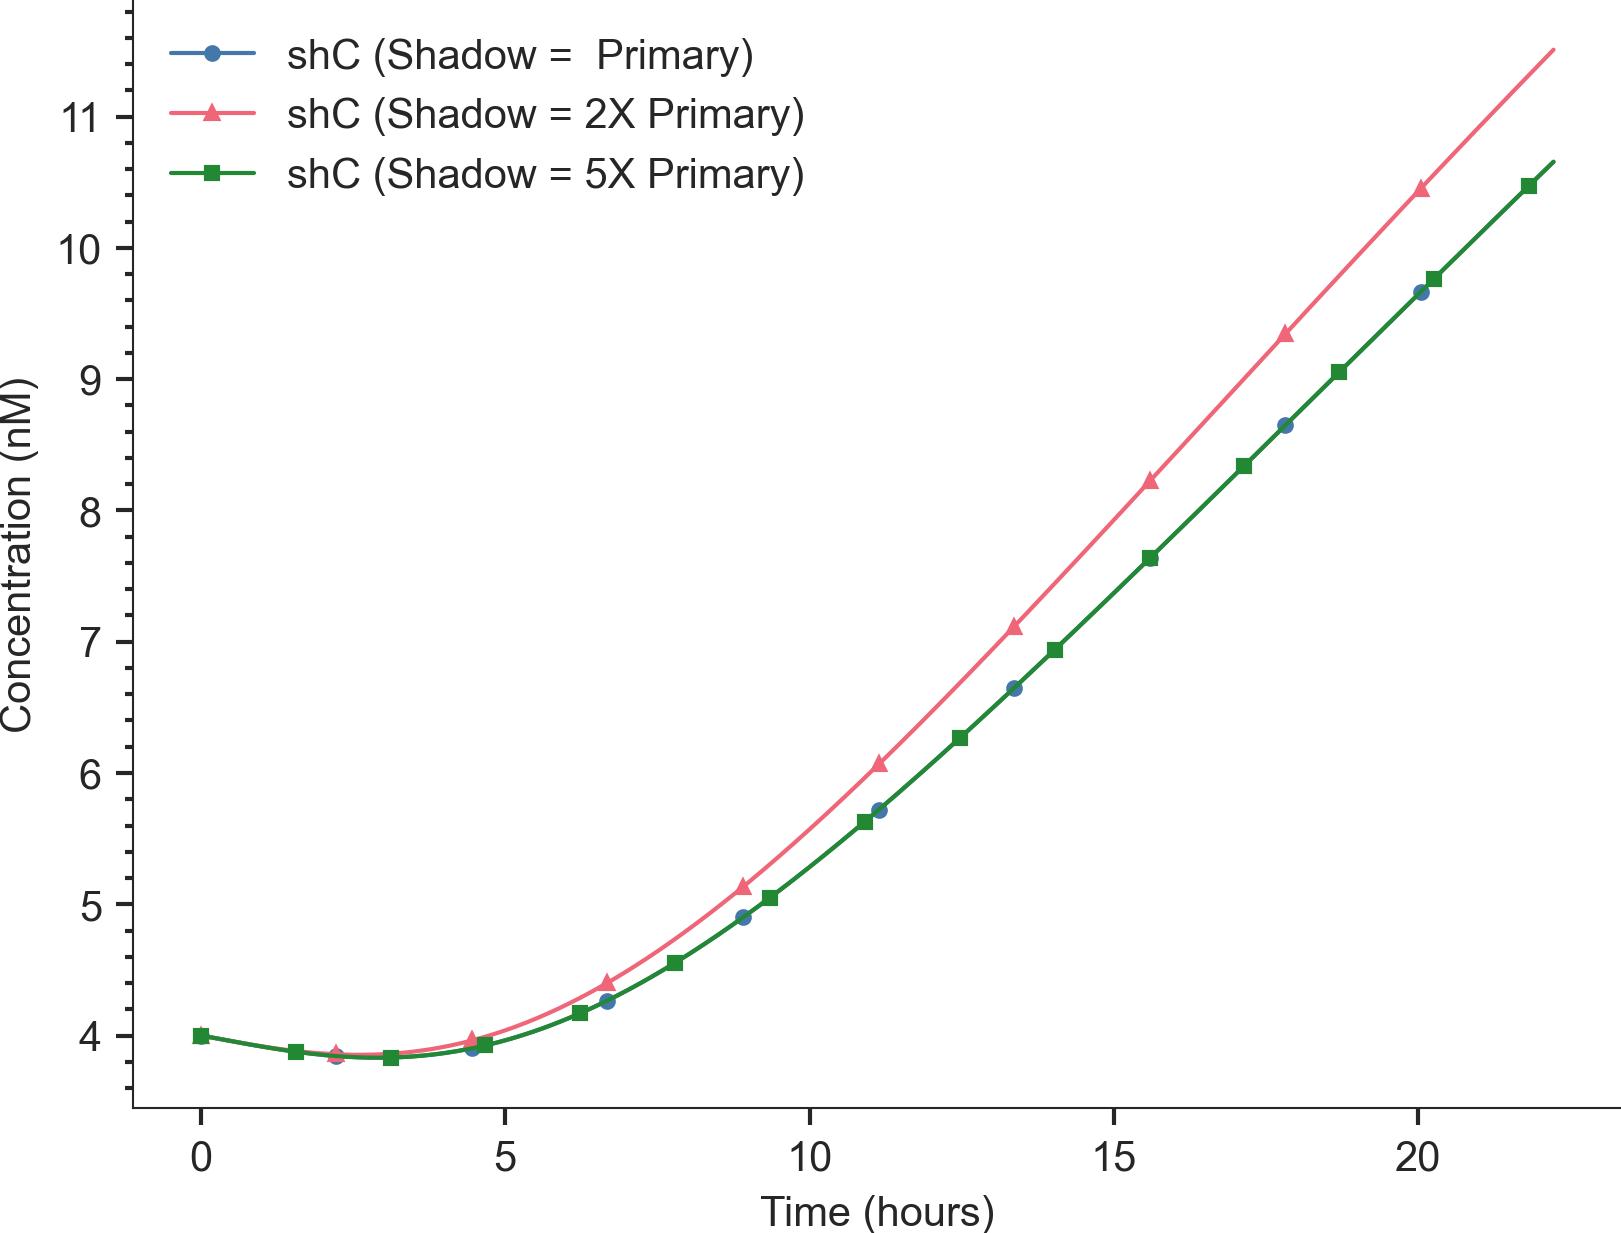 shC (Shadow =  Primary)
shC (Shadow = 2X Primary)
shC (Shadow = 5X Primary)
11
10
9
8
7
6
5
4
Concentration (nM)
0 5 10 15 20
Time (hours)